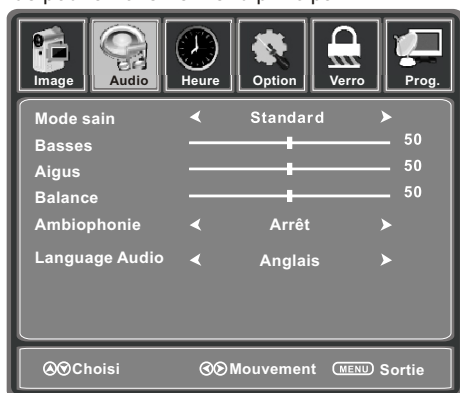 Image Audio Heure Option Verro Prog.
Mode sain Standard
Basses 50
Aigus 50
Balance 50
Ambiophonie Arrêt
Language Audio Anglais
Choisi Mouvement MENU Sortie